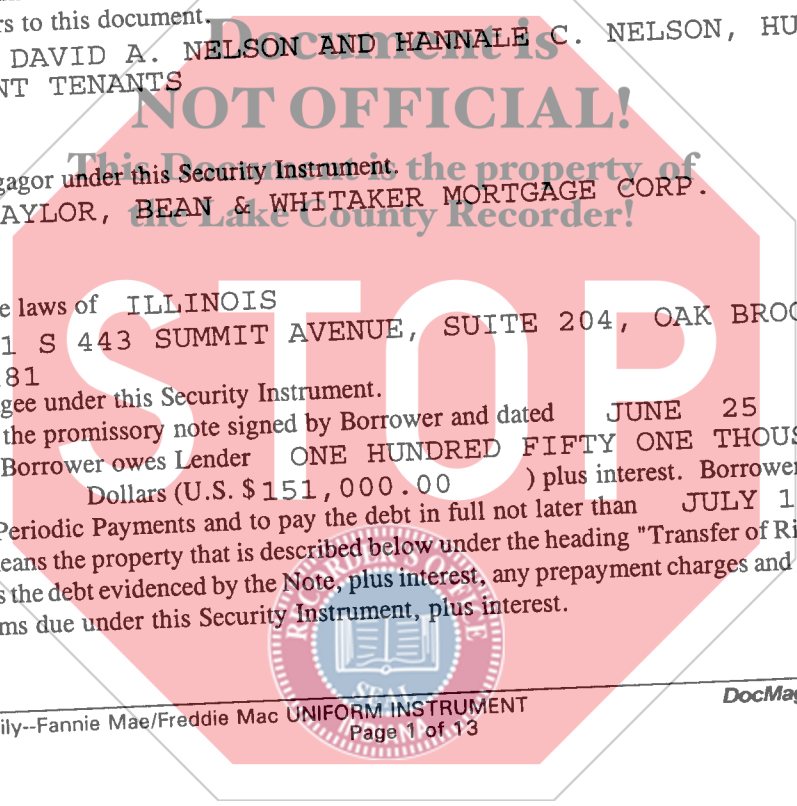 rs to this document.
Document is
DAVID A. NELSON AND HANNALE C. NELSON, HU
NT TENANTS
NOT OFFICIAL!
This Document is the property of
gagor under this Security Instrument.
AYLOR, BEAN & WHITAKER MORTGAGE CORP.
the Lake County Recorder!
STOP
e laws of ILLINOIS
1 S 443 SUMMIT AVENUE, SUITE 204, OAK BROO
81
gee under this Security Instrument.
the promissory note signed by Borrower and dated JUNE 25
Borrower owes Lender ONE HUNDRED FIFTY ONE THOUS
Dollars (U.S. $ 151,000.00 ) plus interest. Borrower
Periodic Payments and to pay the debt in full not later than JULY 1
eans the property that is described below under the heading "Transfer of Ri
s the debt evidenced by the Note, plus interest, any prepayment charges and
ms due under this Security Instrument, plus interest.
RECORDER'S OFFICE
SEAL
INDIANA
ily--Fannie Mae/Freddie Mac UNIFORM INSTRUMENT
DocMag
Page 1 of 13